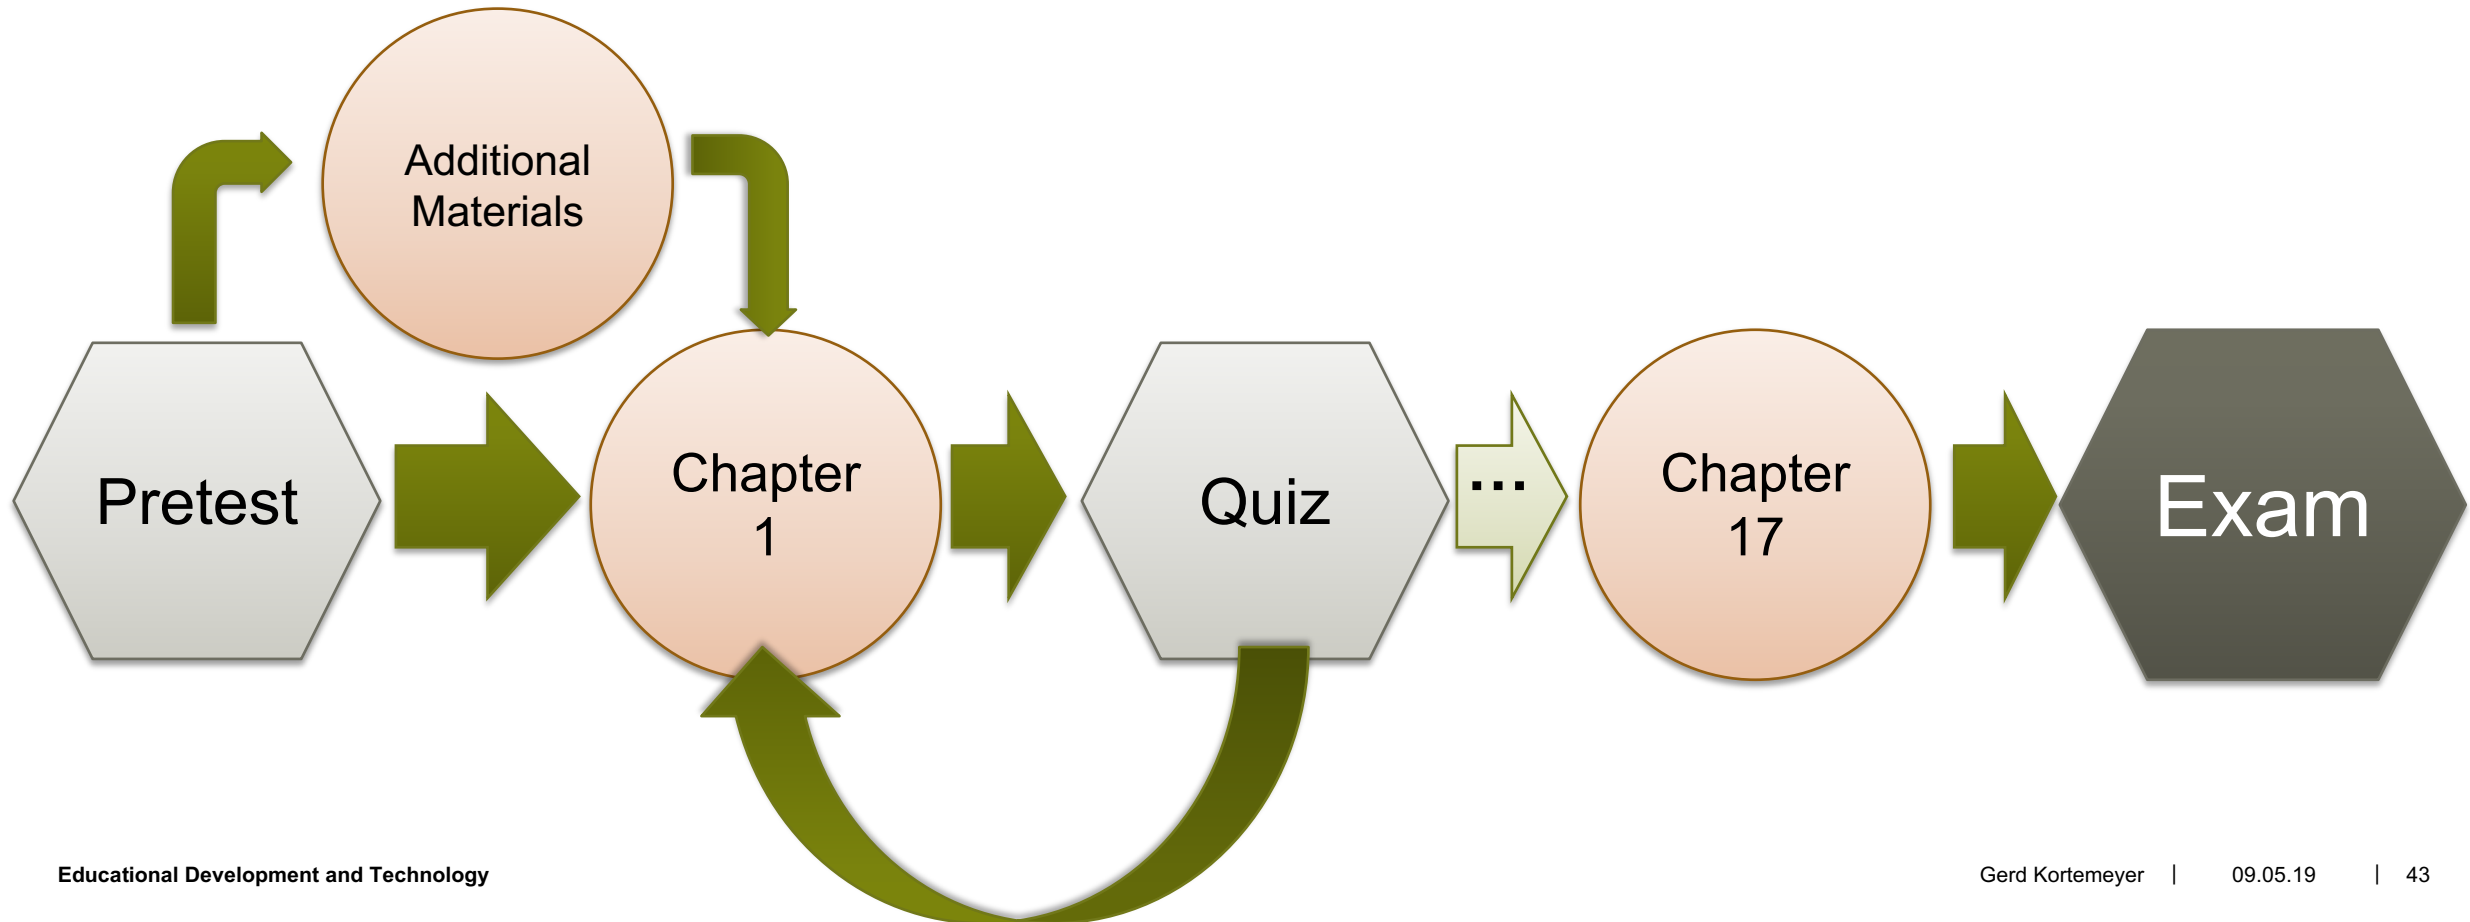 Additional
Materials
Pretest
Chapter
1
Quiz
...
Chapter
17
Exam
Educational Development and Technology
Gerd Kortemeyer | 09.05.19 | 43